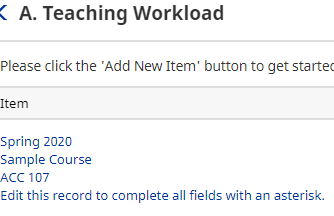 A. Teaching Workload
Please click the 'Add New Item' button to get started
Item
Spring 2020
Sample Course
ACC 107
Edit this record to complete all fields with an asterisk.